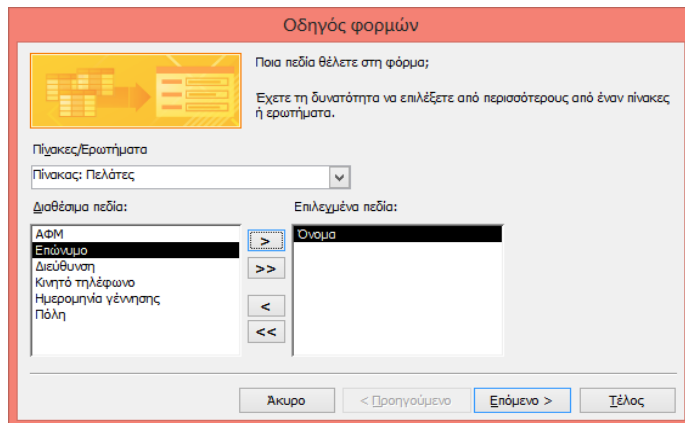 Οδηγός φορμών
Ποια πεδία θέλετε στη φόρμα;
Έχετε τη δυνατότητα να επιλέξετε από περισσότερους από έναν πίνακες
ή ερωτήματα.
Πίνακες/Ερωτήματα
Πίνακας: Πελάτες
Διαθέσιμα πεδία:
Επιλεγμένα πεδία:
ΑΦΜ
Επώνυμο
Διεύθυνση
Κινητό τηλέφωνο
Ημερομηνία γέννησης
Πόλη
>
>>
<
<<
Όνομα
Άκυρο
< Προηγούμενο
Επόμενο >
Τέλος